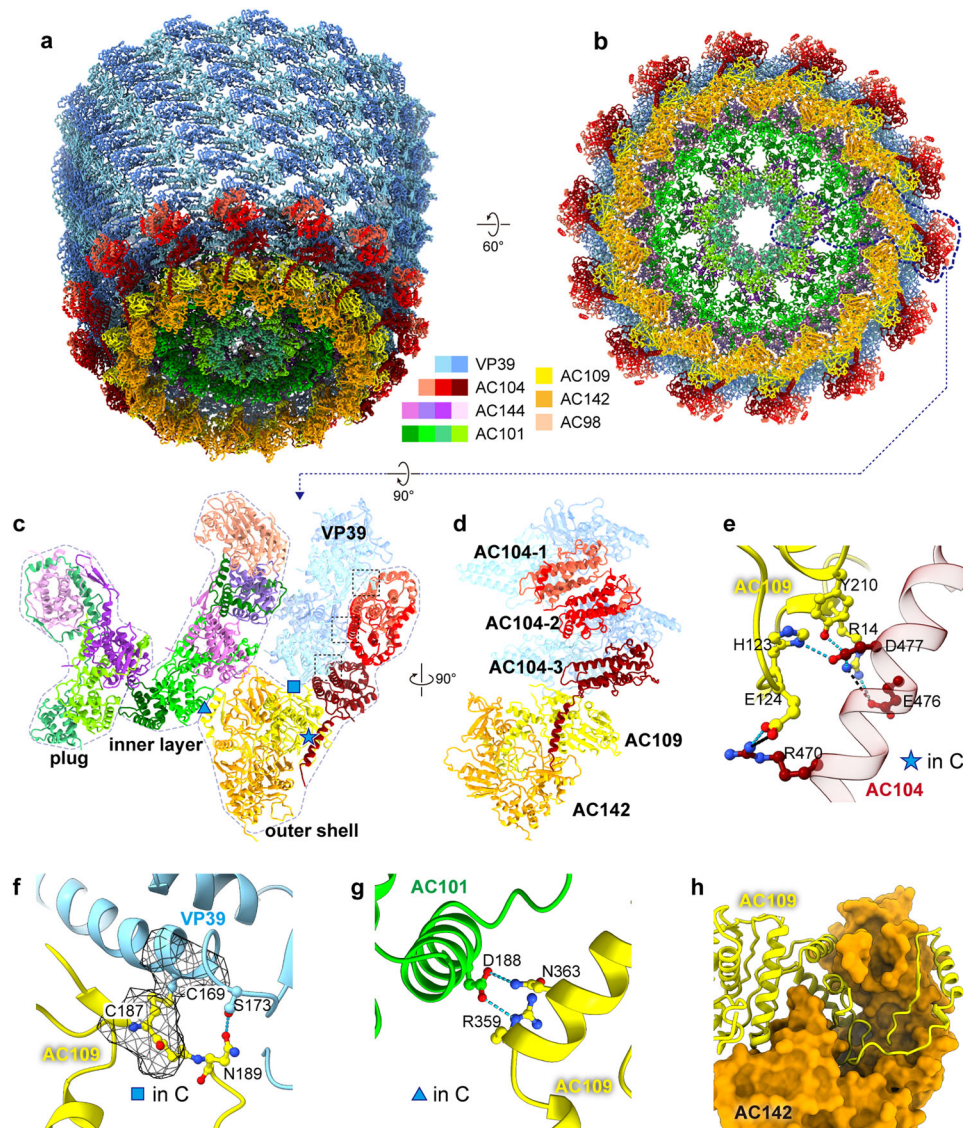 a
b
60°
VP39
AC104
AC144
AC101
AC109
AC142
AC98
90°
c
VP39
plug
inner layer
outer shell
90°
d
AC104-1
AC104-2
AC104-3
AC109
AC142
e
AC109
Y210
R14
H123
D477
E124
E476
R470
in C
AC104
f
VP39
C169
S173
C187
AC109
N189
in C
g
AC101
D188
N363
R359
in C
AC109
h
AC109
AC142